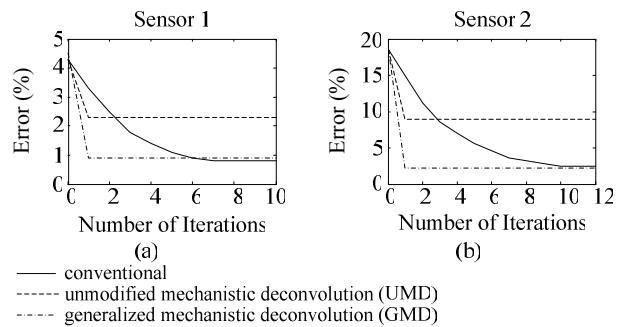 Sensor 1
Sensor 2
Error (%)
5
4
3
2
1
0
0 2 4 6 8 10
Number of Iterations
(a)
Error (%)
20
15
10
5
0
0 2 4 6 8 10 12
Number of Iterations
(b)
conventional
unmodified mechanistic deconvolution (UMD)
generalized mechanistic deconvolution (GMD)